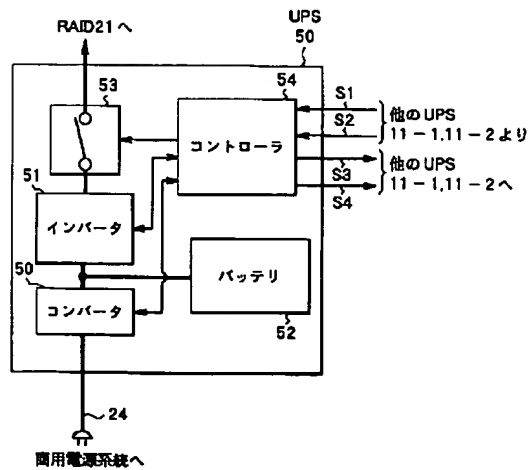 RAID21へ
UPS
50
53
54
コントローラ
S1
S2
S3
S4
他のUPS
11-1,11-2より
他のUPS
11-1,11-2へ
51
インバータ
50
コンバータ
バッテリ
52
24
商用電源系統へ